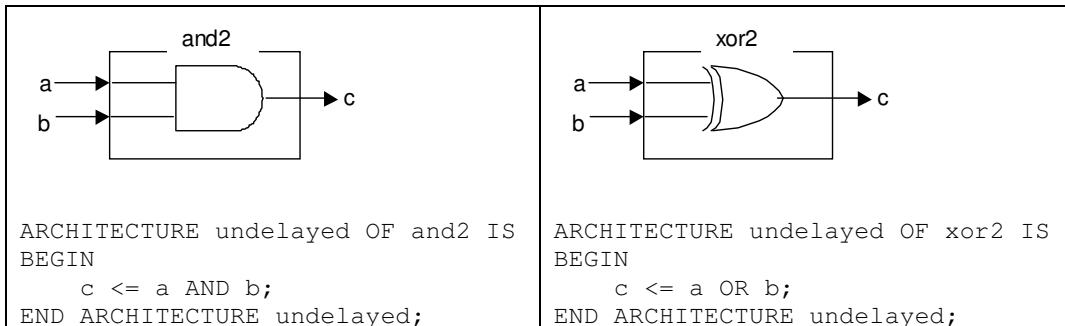 and2
a
b
c
ARCHITECTURE undelayed OF and2 IS
BEGIN
    c <= a AND b;
END ARCHITECTURE undelayed;
xor2
a
b
c
ARCHITECTURE undelayed OF xor2 IS
BEGIN
    c <= a OR b;
END ARCHITECTURE undelayed;